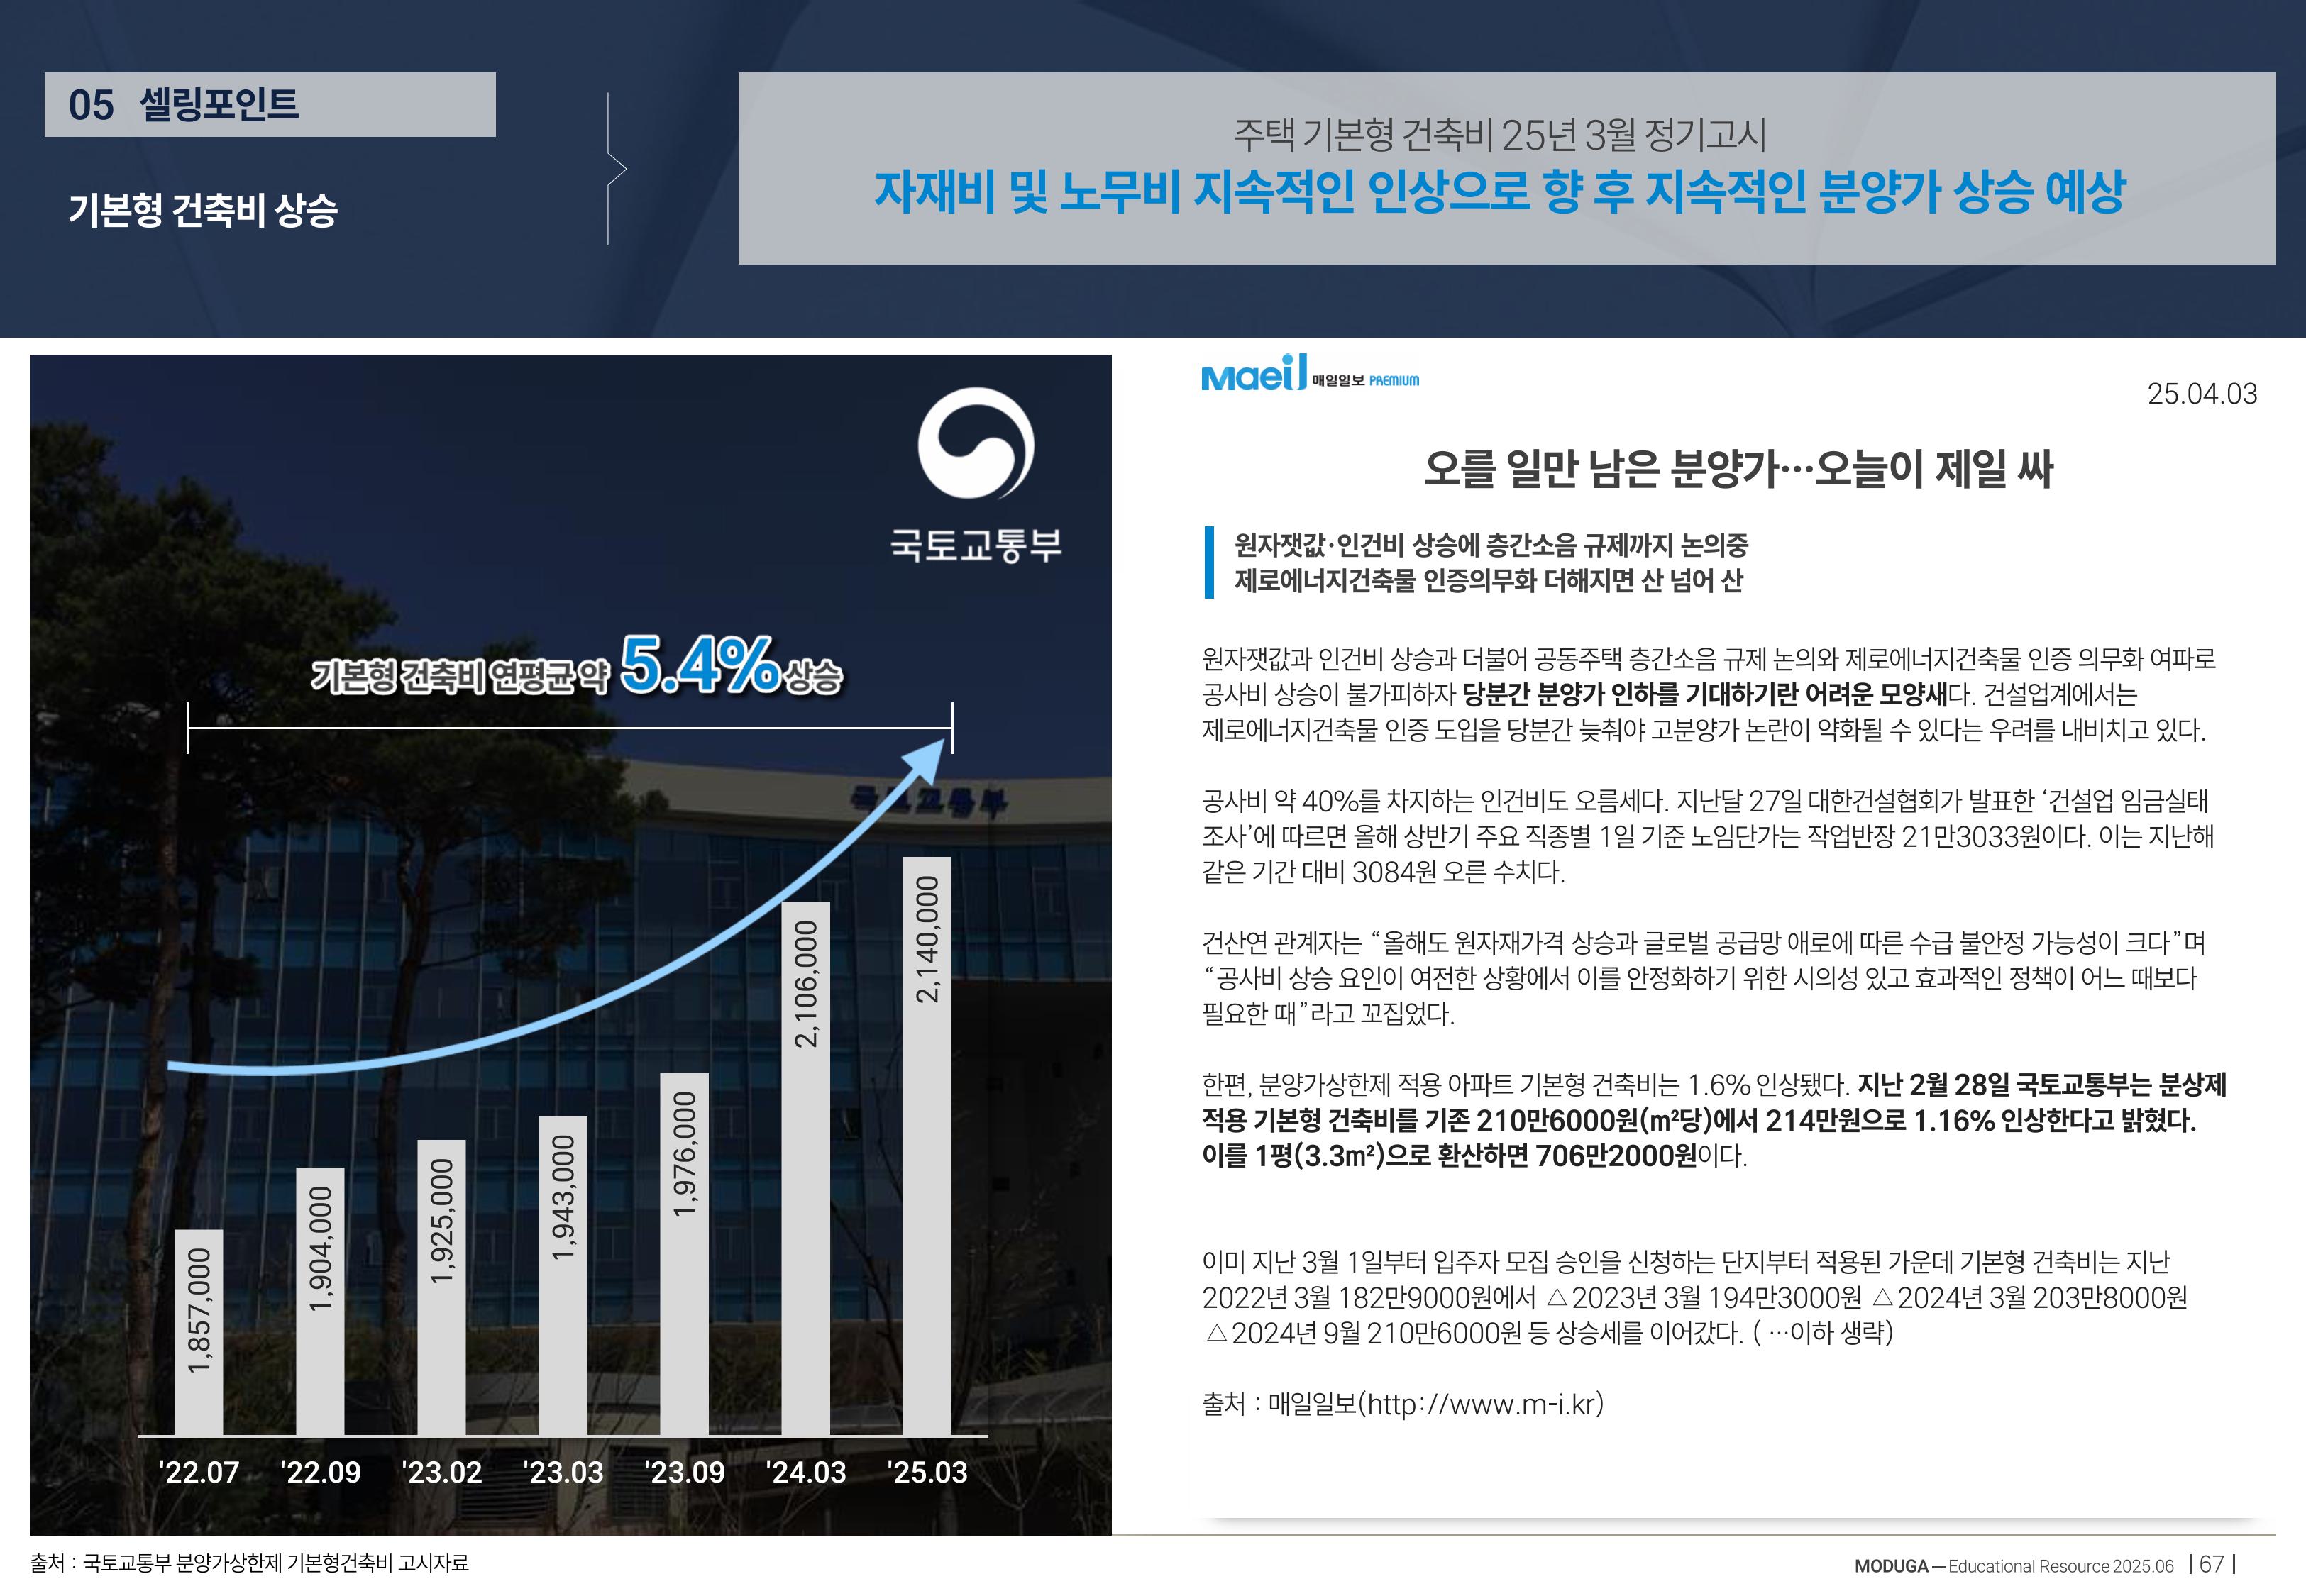 05 셀링포인트
기본형 건축비 상승
주택 기본형 건축비 25년 3월 정기고시
자재비 및 노무비 지속적인 인상으로 향 후 지속적인 분양가 상승 예상
국토교통부
기본형 건축비 연평균 약 5.4% 상승
국토교통부
1,857,000
1,904,000
1,925,000
1,943,000
1,976,000
2,106,000
2,140,000
'22.07 '22.09 '23.02 '23.03 '23.09 '24.03 '25.03
출처 : 국토교통부 분양가상한제 기본형건축비 고시자료
Maeil 매일일보 PREMIUM
25.04.03
오를 일만 남은 분양가…오늘이 제일 싸
원자잿값·인건비 상승에 층간소음 규제까지 논의중
제로에너지건축물 인증의무화 더해지면 산 넘어 산
원자잿값과 인건비 상승과 더불어 공동주택 층간소음 규제 논의와 제로에너지건축물 인증 의무화 여파로
공사비 상승이 불가피하자 당분간 분양가 인하를 기대하기란 어려운 모양새다. 건설업계에서는
제로에너지건축물 인증 도입을 당분간 늦춰야 고분양가 논란이 약화될 수 있다는 우려를 내비치고 있다.
공사비 약 40%를 차지하는 인건비도 오름세다. 지난달 27일 대한건설협회가 발표한 ‘건설업 임금실태
조사’에 따르면 올해 상반기 주요 직종별 1일 기준 노임단가는 작업반장 21만3033원이다. 이는 지난해
같은 기간 대비 3084원 오른 수치다.
건산연 관계자는 “올해도 원자재가격 상승과 글로벌 공급망 애로에 따른 수급 불안정 가능성이 크다”며
“공사비 상승 요인이 여전한 상황에서 이를 안정화하기 위한 시의성 있고 효과적인 정책이 어느 때보다
필요한 때”라고 꼬집었다.
한편, 분양가상한제 적용 아파트 기본형 건축비는 1.6% 인상됐다. 지난 2월 28일 국토교통부는 분상제
적용 기본형 건축비를 기존 210만6000원(m²당)에서 214만원으로 1.16% 인상한다고 밝혔다.
이를 1평(3.3m²)으로 환산하면 706만2000원이다.
이미 지난 3월 1일부터 입주자 모집 승인을 신청하는 단지부터 적용된 가운데 기본형 건축비는 지난
2022년 3월 182만9000원에서 △2023년 3월 194만3000원 △2024년 3월 203만8000원
△2024년 9월 210만6000원 등 상승세를 이어갔다. ( …이하 생략)
출처 : 매일일보(http://www.m-i.kr)
MODUGA — Educational Resource 2025.06 | 67 |